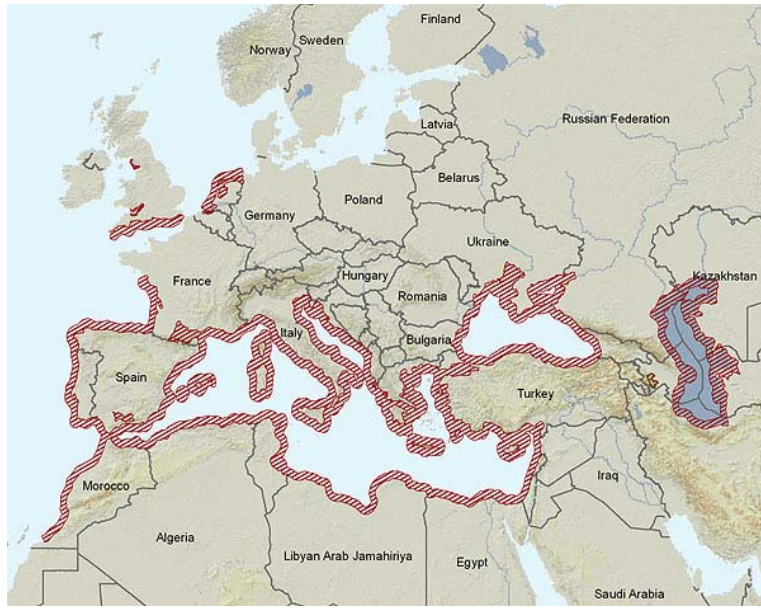 Finland
Sweden
Norway
Latvia
Russian Federation
Belarus
Poland
Germany
Ukraine
France
Hungary
Kazakhstan
Romania
Italy
Bulgaria
Spain
Turkey
Morocco
Iraq
Algeria
Libyan Arab Jamahiriya
Egypt
Saudi Arabia